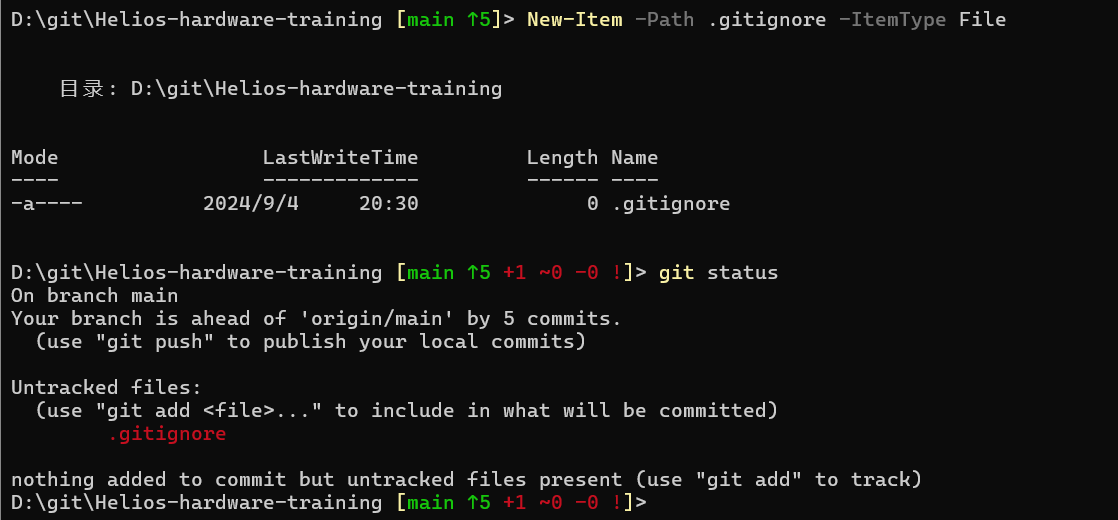 D:\git\Helios-hardware-training [main ↑5]> New-Item -Path .gitignore -ItemType File
目录: D:\git\Helios-hardware-training
Mode                 LastWriteTime         Length Name
----                 -------------         ------ ----
-a----          2024/9/4     20:30              0 .gitignore
D:\git\Helios-hardware-training [main ↑5 +1 ~0 -0 !]> git status
On branch main
Your branch is ahead of 'origin/main' by 5 commits.
  (use "git push" to publish your local commits)
Untracked files:
  (use "git add <file>..." to include in what will be committed)
        .gitignore
nothing added to commit but untracked files present (use "git add" to track)
D:\git\Helios-hardware-training [main ↑5 +1 ~0 -0 !]>